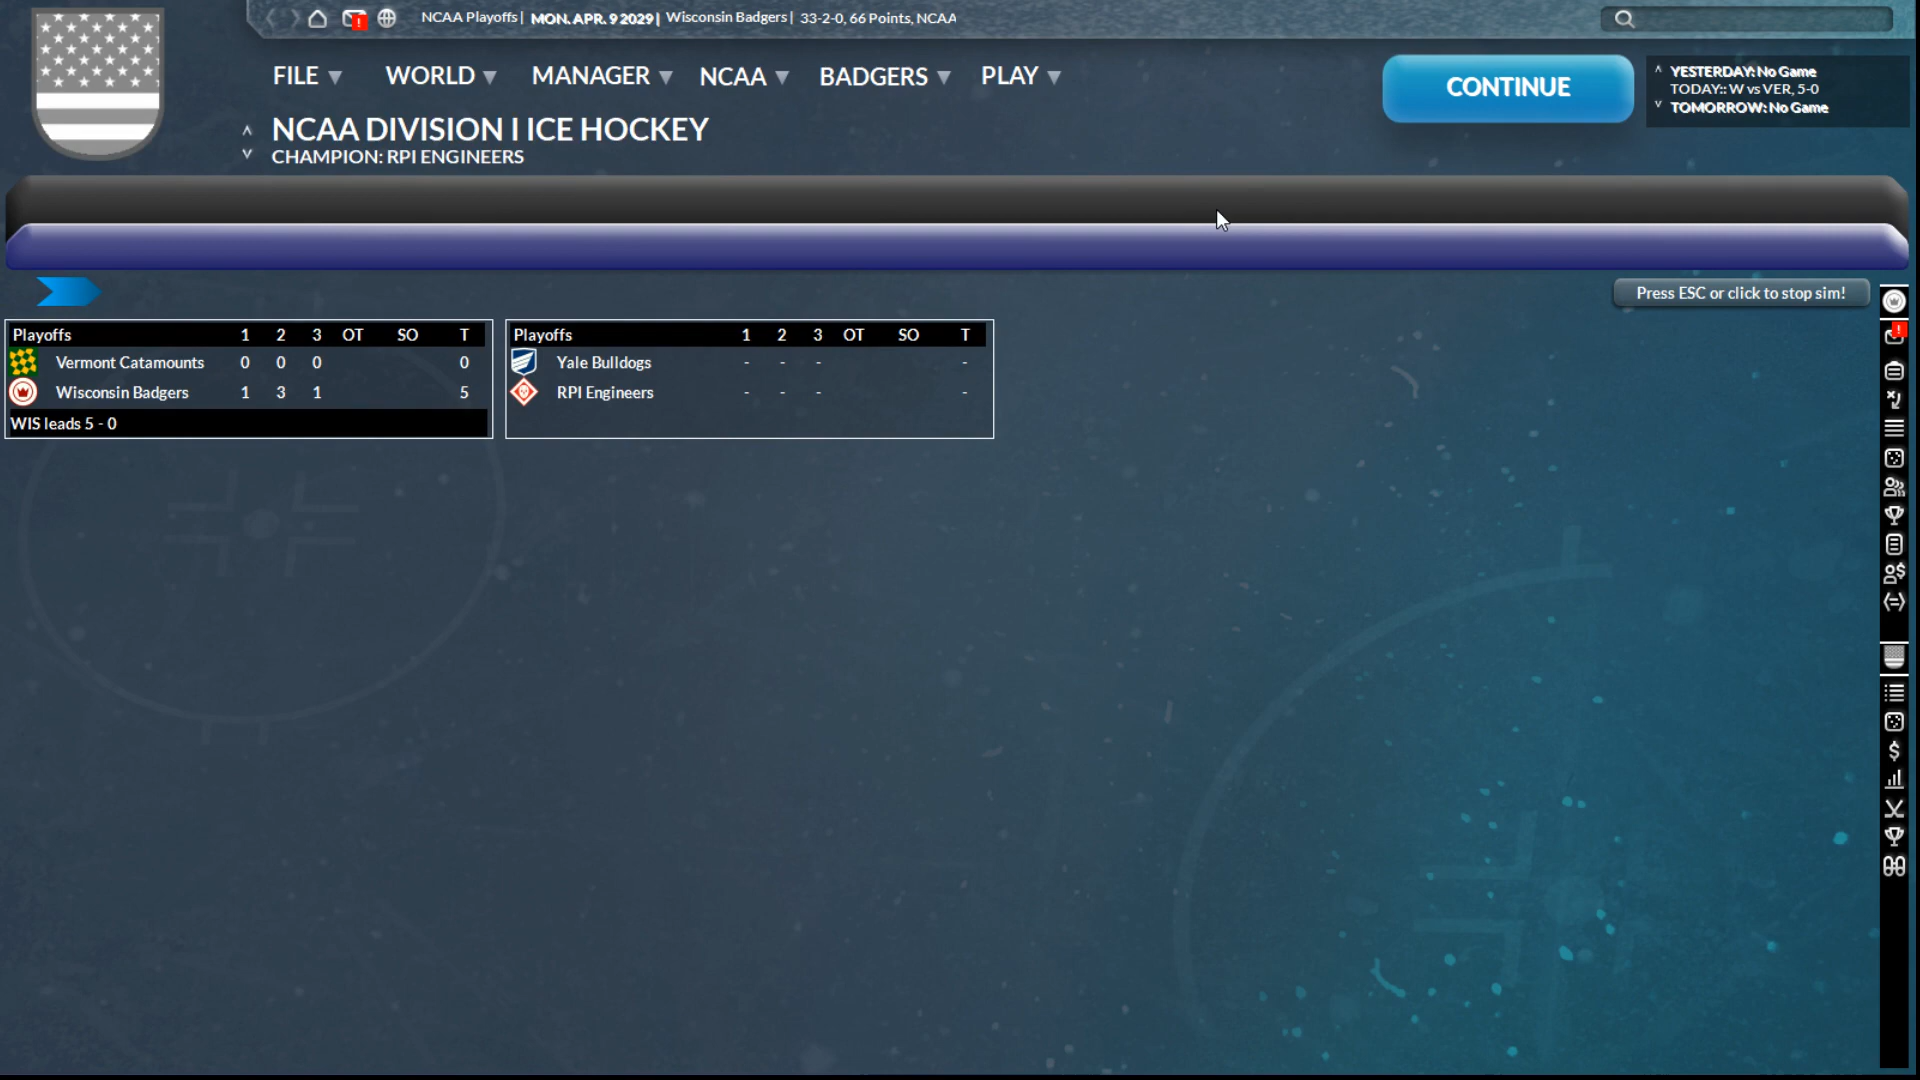 NCAA Playoffs| MON. APR. 9 2029| Wisconsin Badgers| 33-2-0, 66 Points, NCAA
FILE WORLD MANAGER NCAA BADGERS PLAY
CONTINUE
YESTERDAY: No Game
TODAY:: W vs VER, 5-0
TOMORROW: No Game
NCAA DIVISION I ICE HOCKEY
CHAMPION: RPI ENGINEERS
Press ESC or click to stop sim!
Playoffs 1 2 3 OT SO T
Vermont Catamounts 0 0 0 0
Wisconsin Badgers 1 3 1 5
WIS leads 5 - 0
Playoffs 1 2 3 OT SO T
Yale Bulldogs - - - -
RPI Engineers - - - -